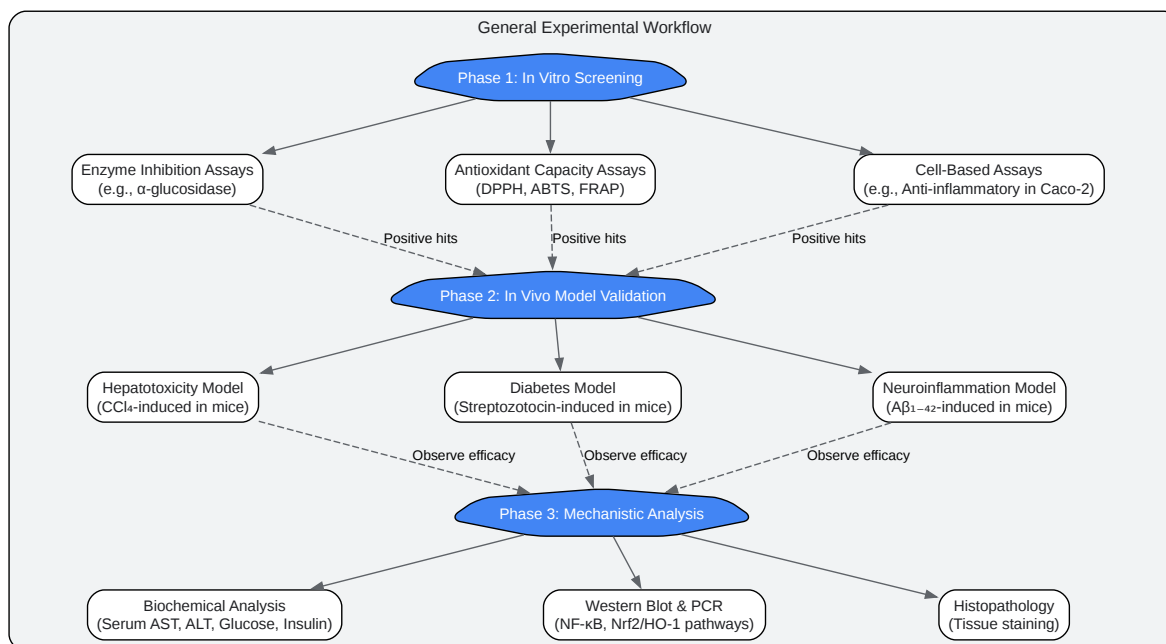 General Experimental Workflow
Phase 1: In Vitro Screening
Enzyme Inhibition Assays
(e.g., α-glucosidase)
Antioxidant Capacity Assays
(DPPH, ABTS, FRAP)
Cell-Based Assays
(e.g., Anti-inflammatory in Caco-2)
Positive hits
Positive hits
Positive hits
Phase 2: In Vivo Model Validation
Hepatotoxicity Model
(CCl₄-induced in mice)
Diabetes Model
(Streptozotocin-induced in mice)
Neuroinflammation Model
(Aβ₁₋₄₂-induced in mice)
Observe efficacy
Observe efficacy
Observe efficacy
Phase 3: Mechanistic Analysis
Biochemical Analysis
(Serum AST, ALT, Glucose, Insulin)
Western Blot & PCR
(NF-κB, Nrf2/HO-1 pathways)
Histopathology
(Tissue staining)